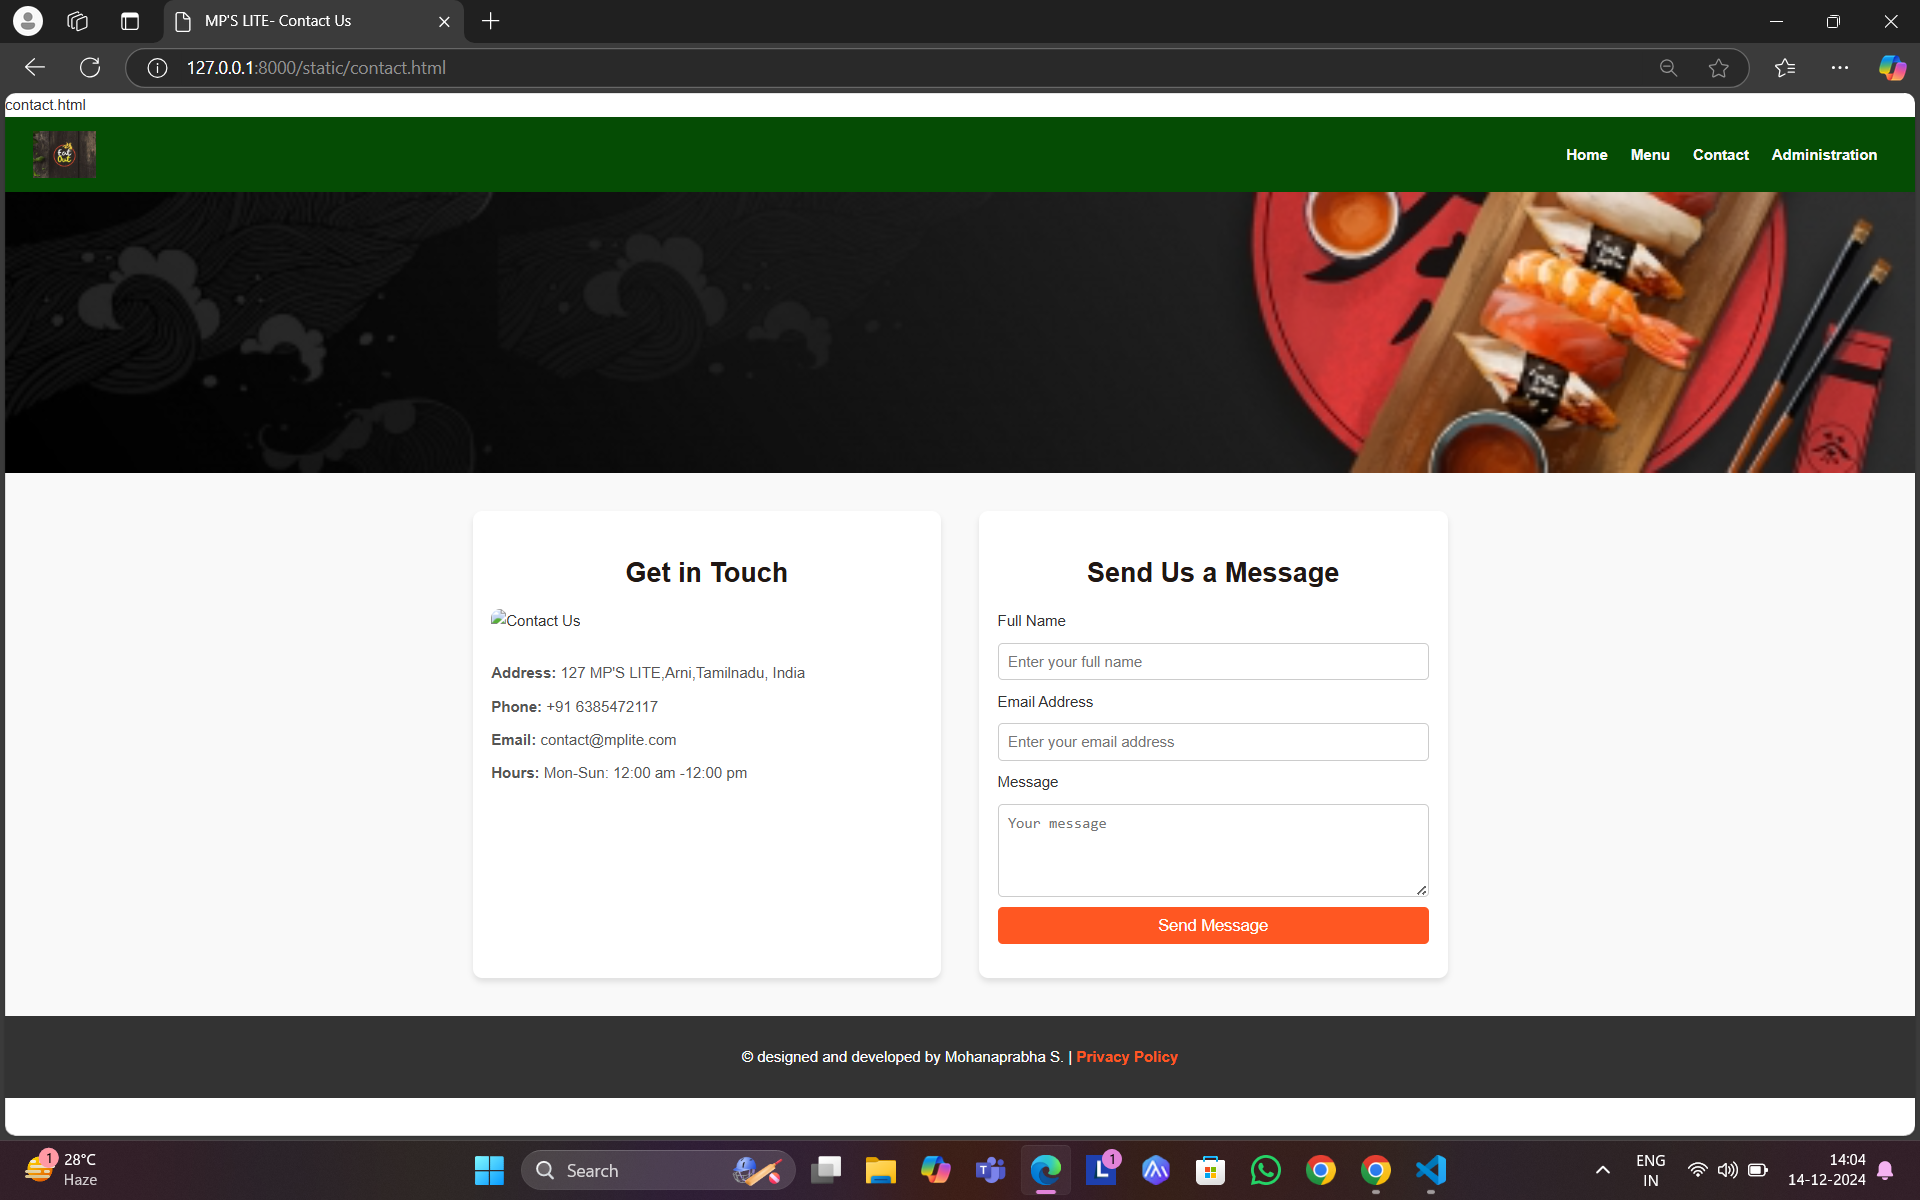 MP'S LITE- Contact Us
127.0.0.1:8000/static/contact.html
contact.html
Eat Out
Home Menu Contact Administration
Get in Touch
Contact Us
Address: 127 MP'S LITE,Arni,Tamilnadu, India
Phone: +91 6385472117
Email: contact@mplite.com
Hours: Mon-Sun: 12:00 am -12:00 pm
Send Us a Message
Full Name
Enter your full name
Email Address
Enter your email address
Message
Your message
Send Message
© designed and developed by Mohanaprabha S. | Privacy Policy
1
28°C
Haze
Search
1
ENG
IN
14:04
14-12-2024